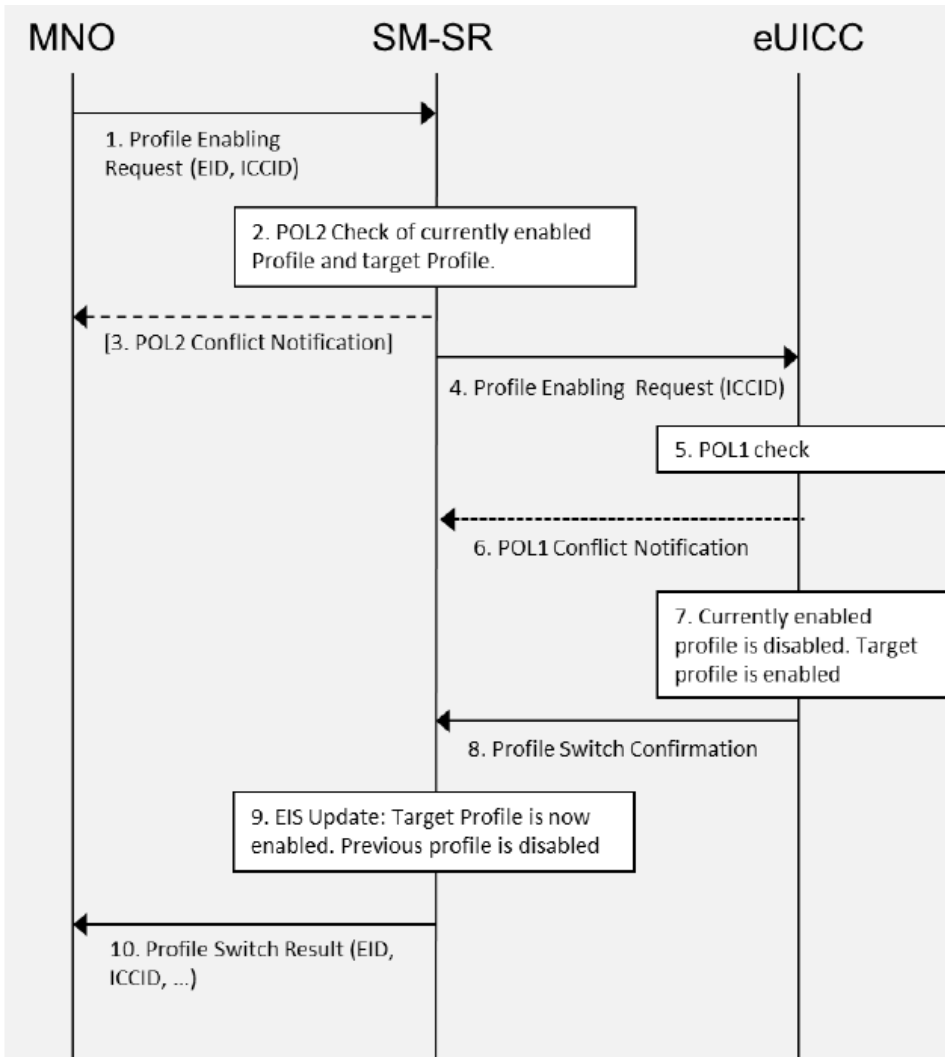 MNO SM-SR eUICC
1. Profile Enabling
Request (EID, ICCID)
2. POL2 Check of currently enabled
Profile and target Profile.
[3. POL2 Conflict Notification]
4. Profile Enabling Request (ICCID)
5. POL1 check
6. POL1 Conflict Notification
7. Currently enabled
profile is disabled. Target
profile is enabled
8. Profile Switch Confirmation
9. EIS Update: Target Profile is now
enabled. Previous profile is disabled
10. Profile Switch Result (EID,
ICCID, ...)